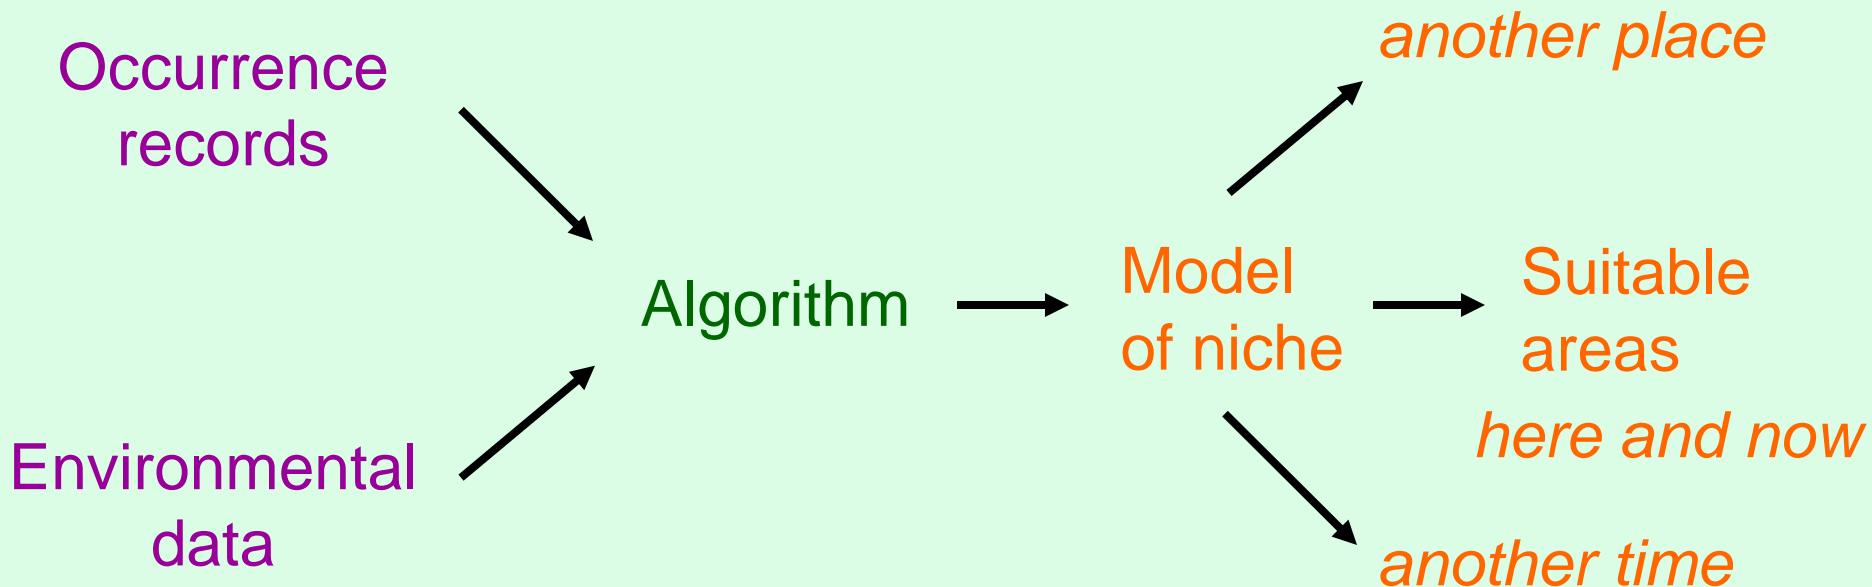 Occurrence
records
Environmental
data
Algorithm
Model
of niche
another place
Suitable
areas
here and now
another time